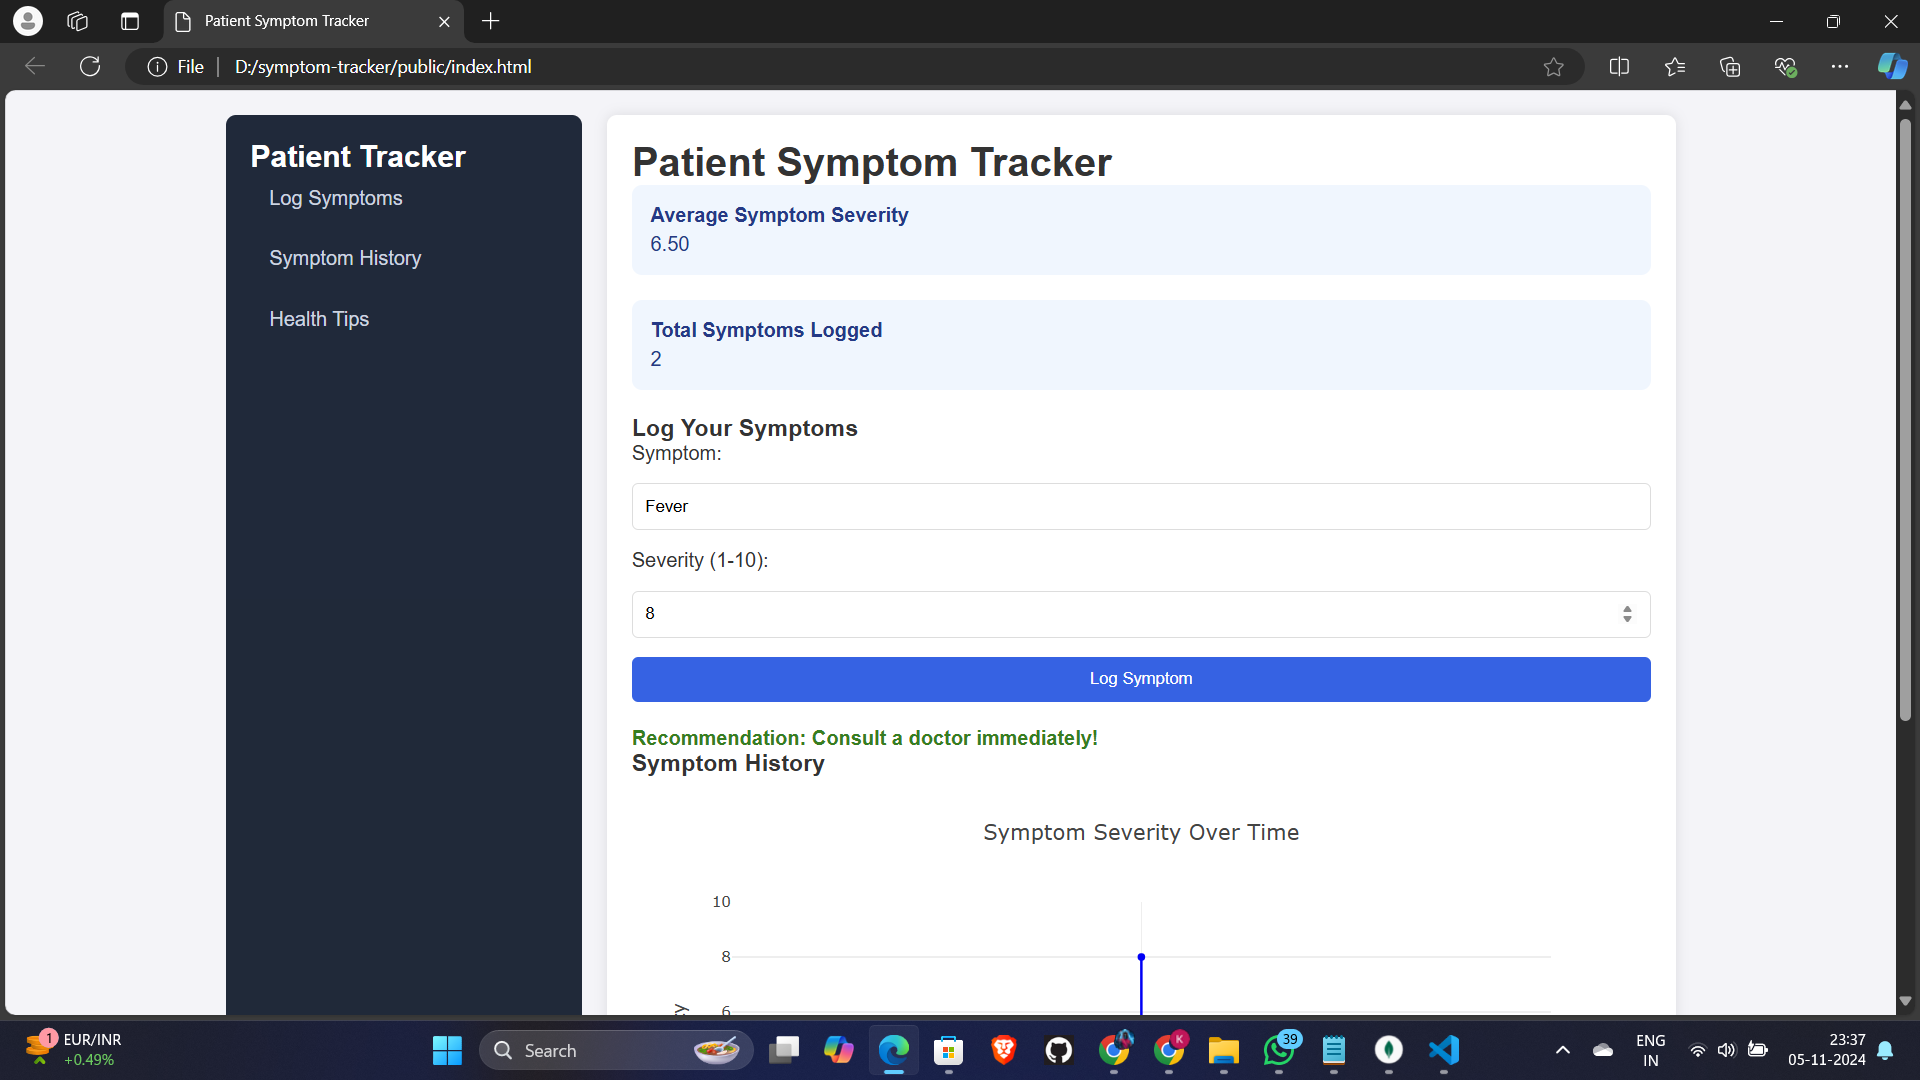 Patient Symptom Tracker
File
D:/symptom-tracker/public/index.html
Patient Tracker
Log Symptoms
Symptom History
Health Tips
Patient Symptom Tracker
Average Symptom Severity
6.50
Total Symptoms Logged
2
Log Your Symptoms
Symptom:
Fever
Severity (1-10):
8
Log Symptom
Recommendation: Consult a doctor immediately!
Symptom History
Symptom Severity Over Time
10
8
6
1
EUR/INR
+0.49%
Search
K
39
ENG
IN
23:37
05-11-2024